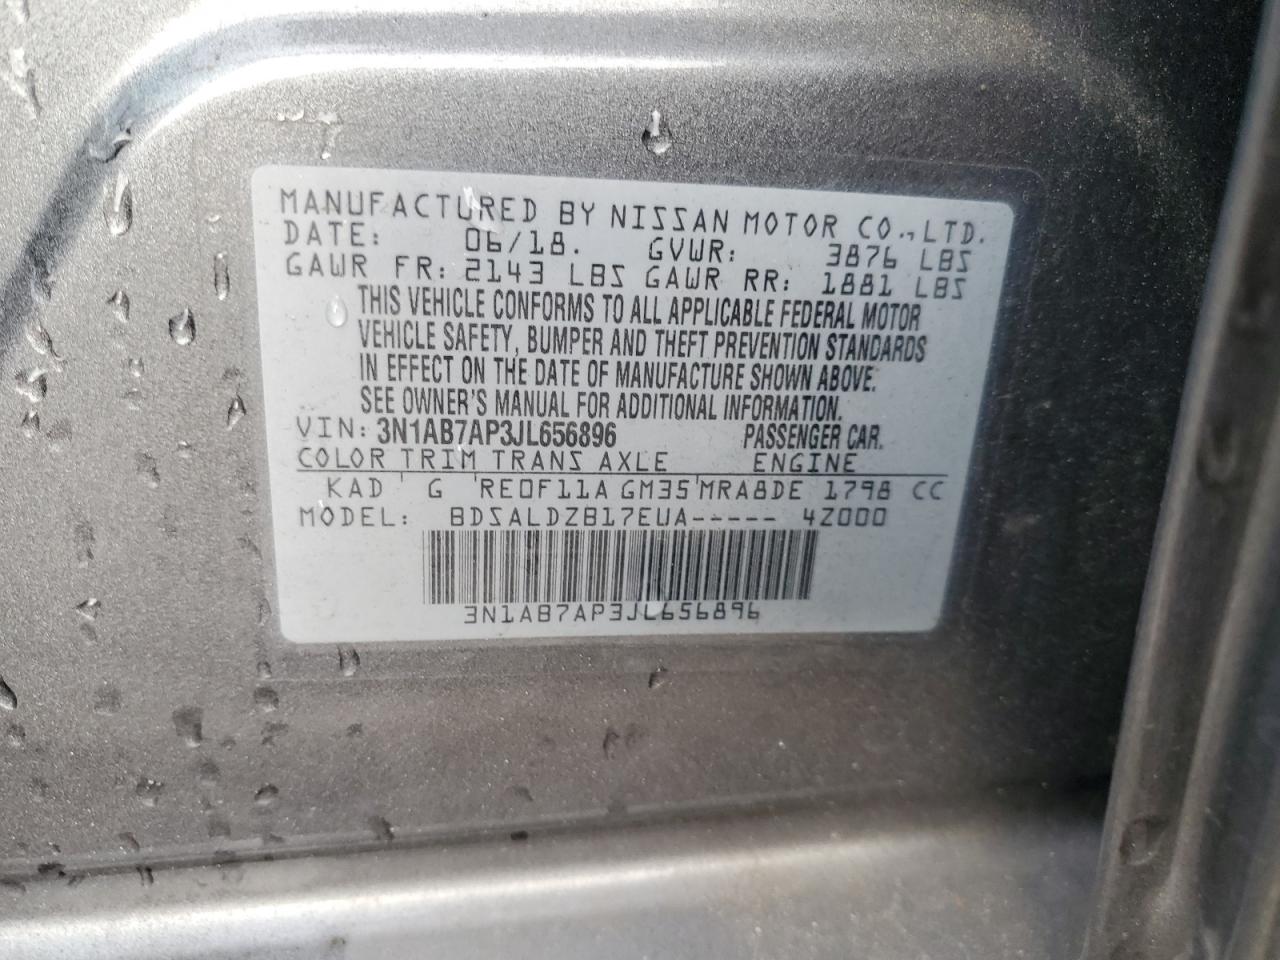 MANUFACTURED BY NISSAN MOTOR CO.,LTD.
DATE: 06/18. GVWR: 3876 LBS
GAWR FR: 2143 LBS GAWR RR: 1881 LBS
THIS VEHICLE CONFORMS TO ALL APPLICABLE FEDERAL MOTOR
VEHICLE SAFETY, BUMPER AND THEFT PREVENTION STANDARDS
IN EFFECT ON THE DATE OF MANUFACTURE SHOWN ABOVE.
SEE OWNER'S MANUAL FOR ADDITIONAL INFORMATION.
VIN: 3N1AB7AP3JL656896 PASSENGER CAR.
COLOR TRIM TRANS AXLE ENGINE
KAD ' G 'RE0F11A GM35'MRA8DE 1798 CC
MODEL: BDSALDZB17EUA----- 4Z000
3N1AB7AP3JL656896